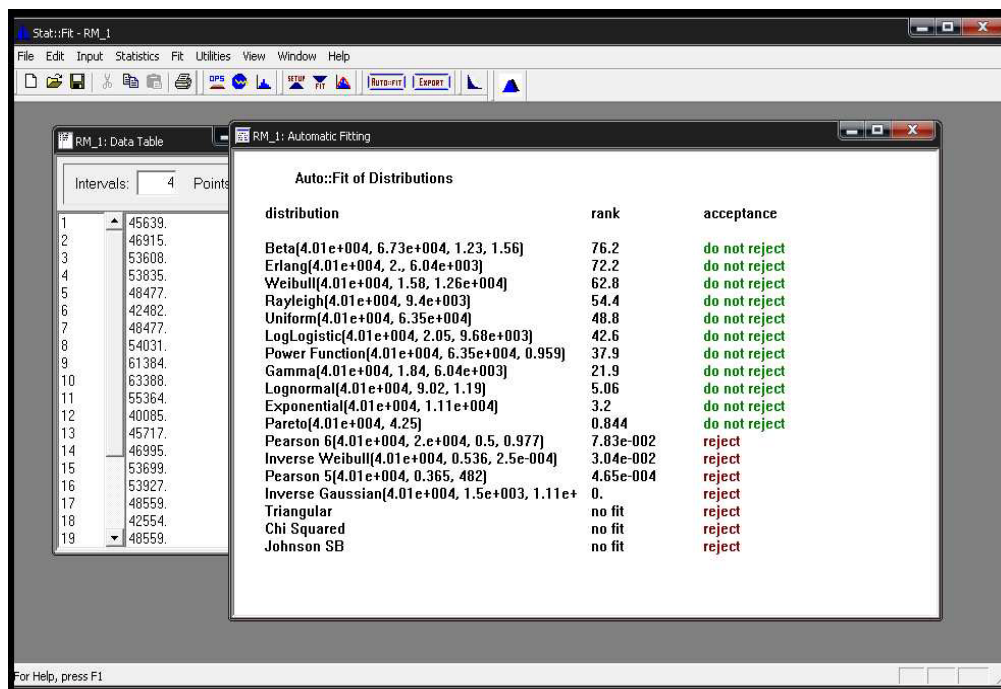 Stat::Fit - RM_1
File Edit Input Statistics Fit Utilities View Window Help
DPS SETUP FIT AUTO::FIT EXPORT
RM_1: Data Table
Intervals: 4 Points
1 45639.
2 46915.
3 53608.
4 53835.
5 48477.
6 42482.
7 48477.
8 54031.
9 61384.
10 63388.
11 55364.
12 40085.
13 45717.
14 46995.
15 53699.
16 53927.
17 48559.
18 42554.
19 48559.
RM_1: Automatic Fitting
Auto::Fit of Distributions
distribution rank acceptance
Beta(4.01e+004, 6.73e+004, 1.23, 1.56) 76.2 do not reject
Erlang(4.01e+004, 2., 6.04e+003) 72.2 do not reject
Weibull(4.01e+004, 1.58, 1.26e+004) 62.8 do not reject
Rayleigh(4.01e+004, 9.4e+003) 54.4 do not reject
Uniform(4.01e+004, 6.35e+004) 48.8 do not reject
LogLogistic(4.01e+004, 2.05, 9.68e+003) 42.6 do not reject
Power Function(4.01e+004, 6.35e+004, 0.959) 37.9 do not reject
Gamma(4.01e+004, 1.84, 6.04e+003) 21.9 do not reject
Lognormal(4.01e+004, 9.02, 1.19) 5.06 do not reject
Exponential(4.01e+004, 1.11e+004) 3.2 do not reject
Pareto(4.01e+004, 4.25) 0.844 do not reject
Pearson 6(4.01e+004, 2.e+004, 0.5, 0.977) 7.83e-002 reject
Inverse Weibull(4.01e+004, 0.536, 2.5e-004) 3.04e-002 reject
Pearson 5(4.01e+004, 0.365, 482) 4.65e-004 reject
Inverse Gaussian(4.01e+004, 1.5e+003, 1.11e+ 0. reject
Triangular no fit reject
Chi Squared no fit reject
Johnson SB no fit reject
For Help, press F1